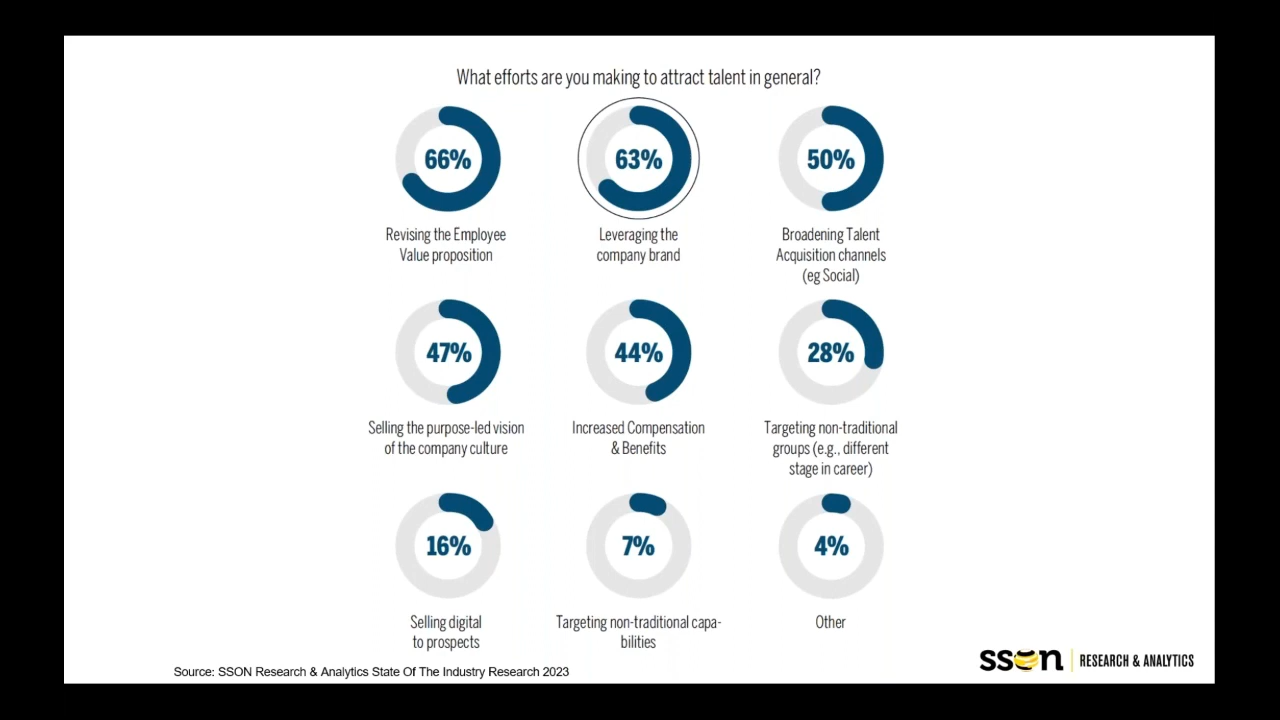 What efforts are you making to attract talent in general?
66%
63%
50%
Revising the Employee
Value proposition
Leveraging the
company brand
Broadening Talent
Acquisition channels
(eg Social)
47%
44%
28%
Selling the purpose-led vision
of the company culture
Increased Compensation
& Benefits
Targeting non-traditional
groups (e.g., different
stage in career)
16%
7%
4%
Selling digital
to prospects
Targeting non-traditional capa-
bilities
Other
Source: SSON Research & Analytics State Of The Industry Research 2023
sson RESEARCH & ANALYTICS